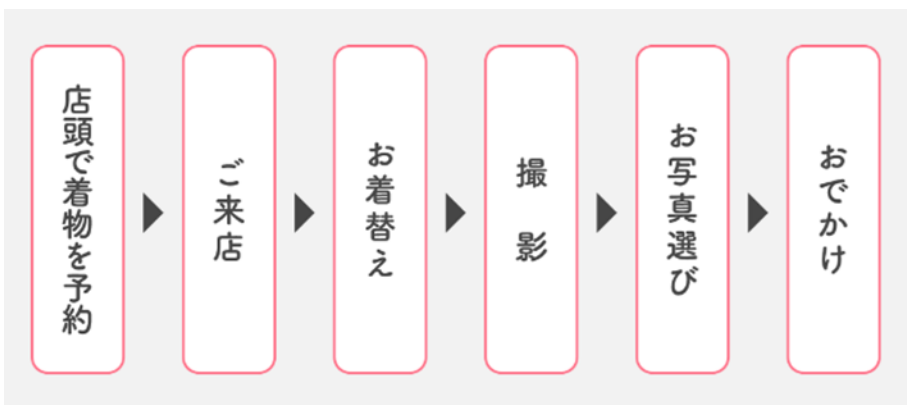 店頭で着物を予約
ご来店
お着替え
撮影
お写真選び
おでかけ